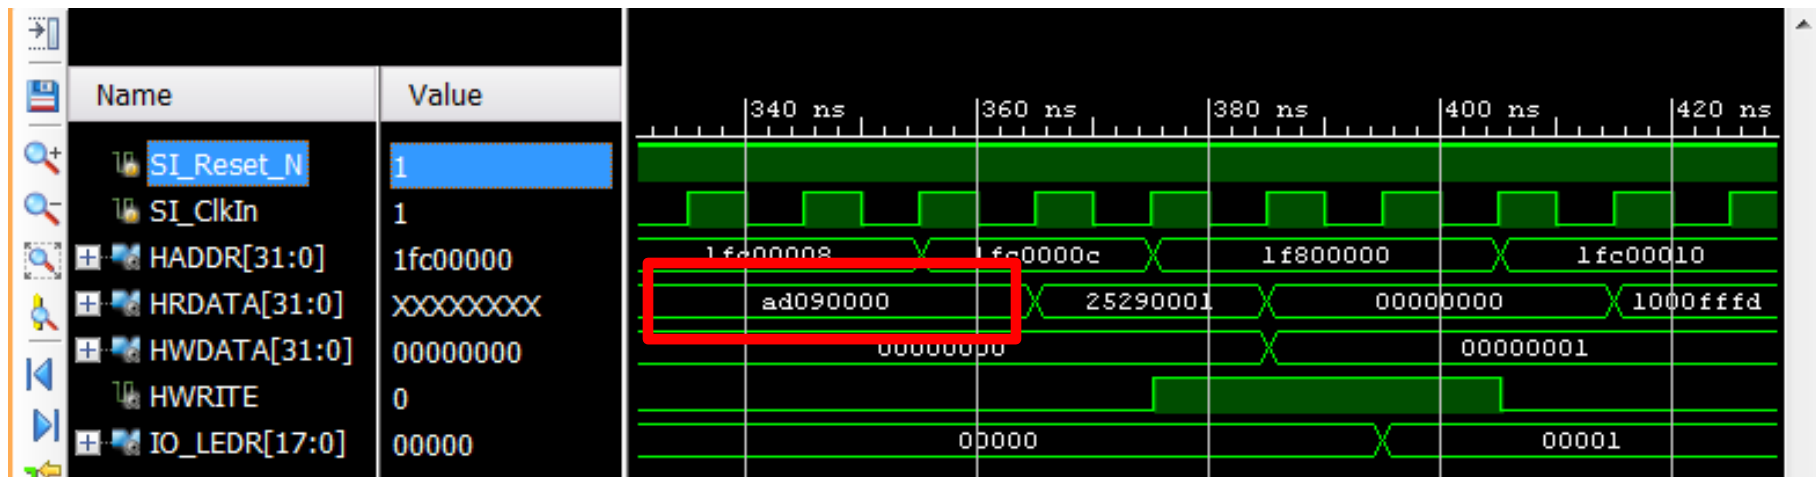 Name Value
340 ns 360 ns 380 ns 400 ns 420 ns
SI_Reset_N 1
SI_ClkIn 1
HADDR[31:0] 1fc00000 1fc00008 1fc0000c 1f800000 1fc00010
HRDATA[31:0] XXXXXXXX ad090000 25290001 00000000 1000fffd
HWDATA[31:0] 00000000 00000000 00000001
HWRITE 0
IO_LEDR[17:0] 00000 00000 00001